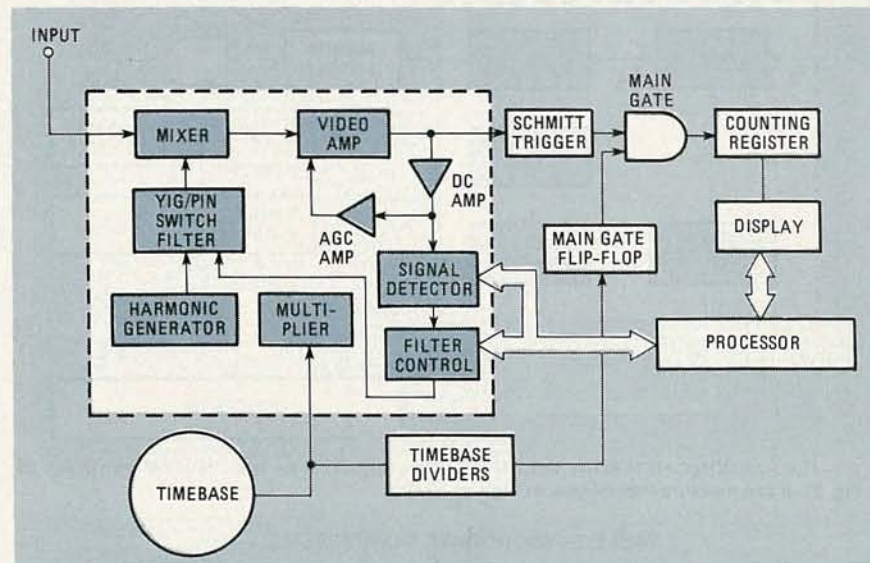 INPUT
MAIN
GATE
MIXER
VIDEO
AMP
SCHMITT
TRIGGER
COUNTING
REGISTER
DC
AMP
YIG/PIN
SWITCH
FILTER
AGC
AMP
MAIN GATE
FLIP-FLOP
DISPLAY
SIGNAL
DETECTOR
HARMONIC
GENERATOR
MULTI-
PLIER
FILTER
CONTROL
PROCESSOR
TIMEBASE
TIMEBASE
DIVIDERS